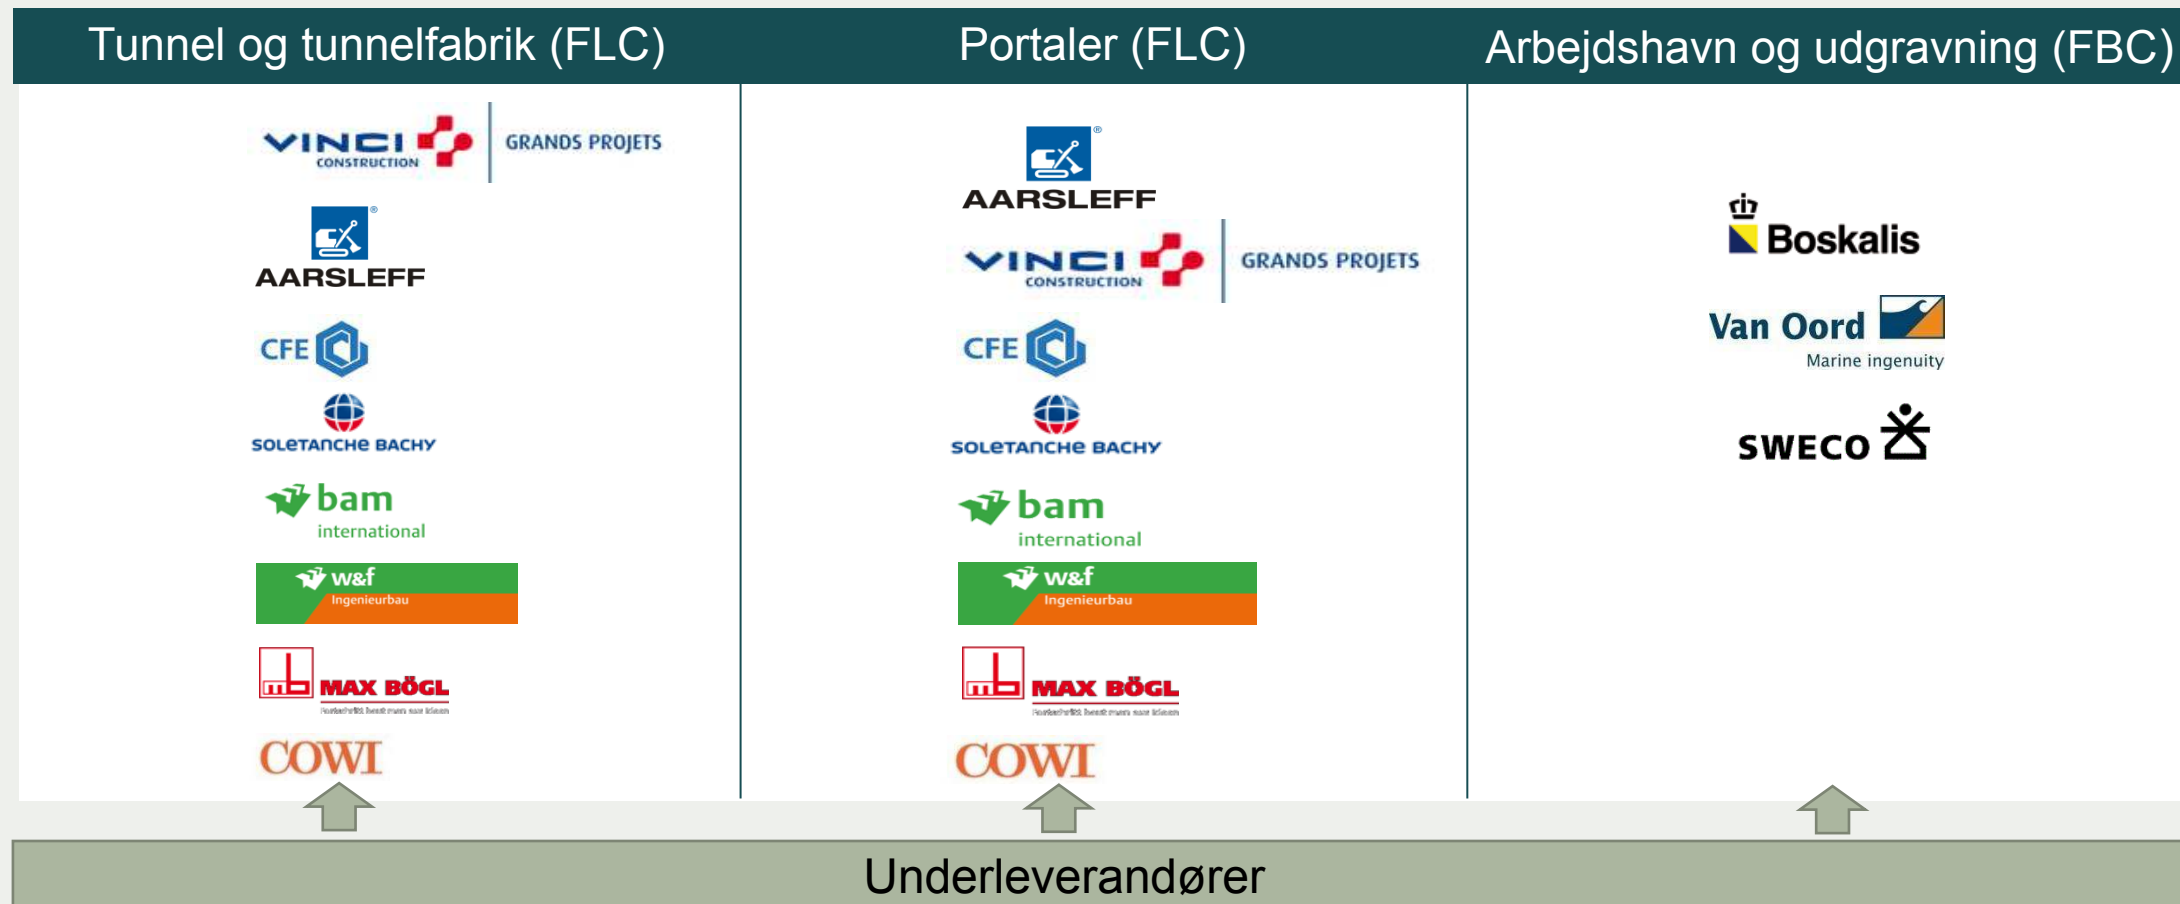 Tunnel og tunnelfabrik (FLC)
VINCI
CONSTRUCTION
GRANDS PROJETS
®
AARSLEFF
CFE
SOLETANCHE BACHY
bam
international
w&f
Ingenieurbau
mb
MAX BÖGL
COWI
Portaler (FLC)
®
AARSLEFF
VINCI
CONSTRUCTION
GRANDS PROJETS
CFE
SOLETANCHE BACHY
bam
international
w&f
Ingenieurbau
mb
MAX BÖGL
COWI
Arbejdshavn og udgravning (FBC)
Boskalis
Van Oord
Marine ingenuity
SWECO
Underleverandører